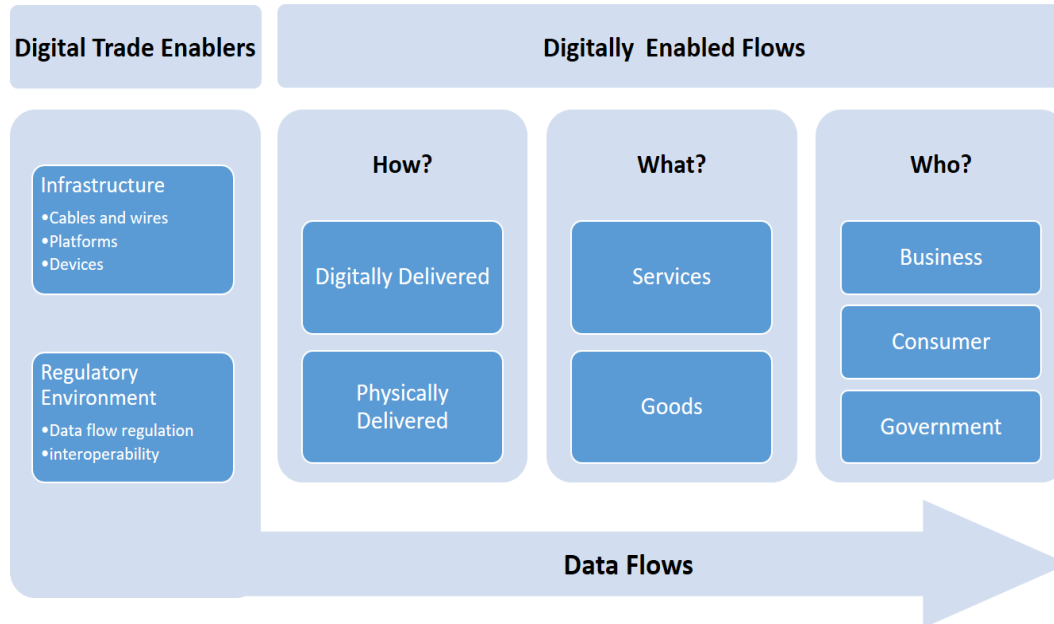 Digital Trade Enablers
Digitally Enabled Flows
Infrastructure
•Cables and wires
•Platforms
•Devices
Regulatory
Environment
•Data flow regulation
•interoperability
How?
Digitally Delivered
Physically
Delivered
What?
Services
Goods
Who?
Business
Consumer
Government
Data Flows